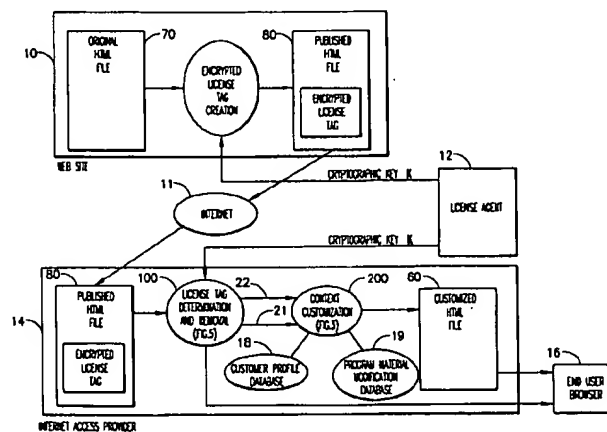 10
70
ORIGINAL
HTML
FILE
ENCRYPTED
LICENSE
TAG
CREATION
80
PUBLISHED
HTML
FILE
ENCRYPTED
LICENSE
TAG
WEB SITE
11
INTERNET
CRYPTOGRAPHIC KEY K
12
LICENSE AGENT
CRYPTOGRAPHIC KEY K
14
80
PUBLISHED
HTML
FILE
ENCRYPTED
LICENSE
TAG
100
LICENSE TAG
DETERMINATION
AND REMOVAL
(FIG.5)
22
21
200
CONTEXT
CUSTOMIZATION
(FIG.5)
60
CUSTOMIZED
HTML
FILE
18
CUSTOMER PROFILE
DATABASE
19
PROGRAM MATERIAL
MODIFICATION
DATABASE
16
END USER
BROWSER
INTERNET ACCESS PROVIDER